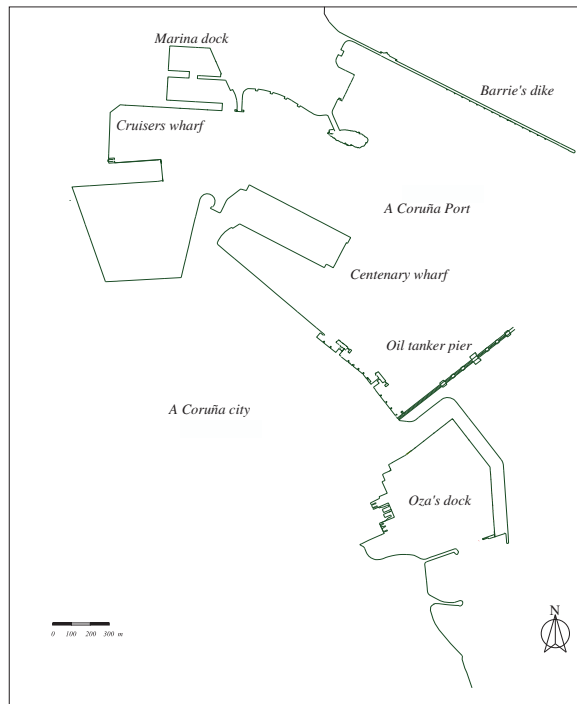 Marina dock
Barrie's dike
Cruisers wharf
A Coruña Port
Centenary wharf
Oil tanker pier
A Coruña city
Oza's dock
N
0 100 200 300 m